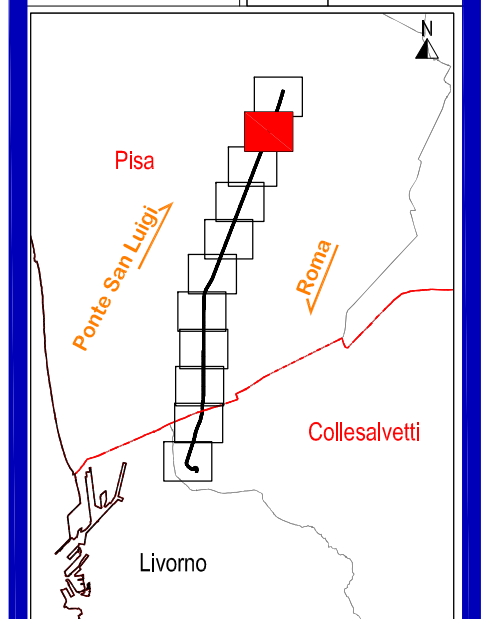 N
Pisa
Ponte San Luigi
Roma
Collesalvetti
Livorno